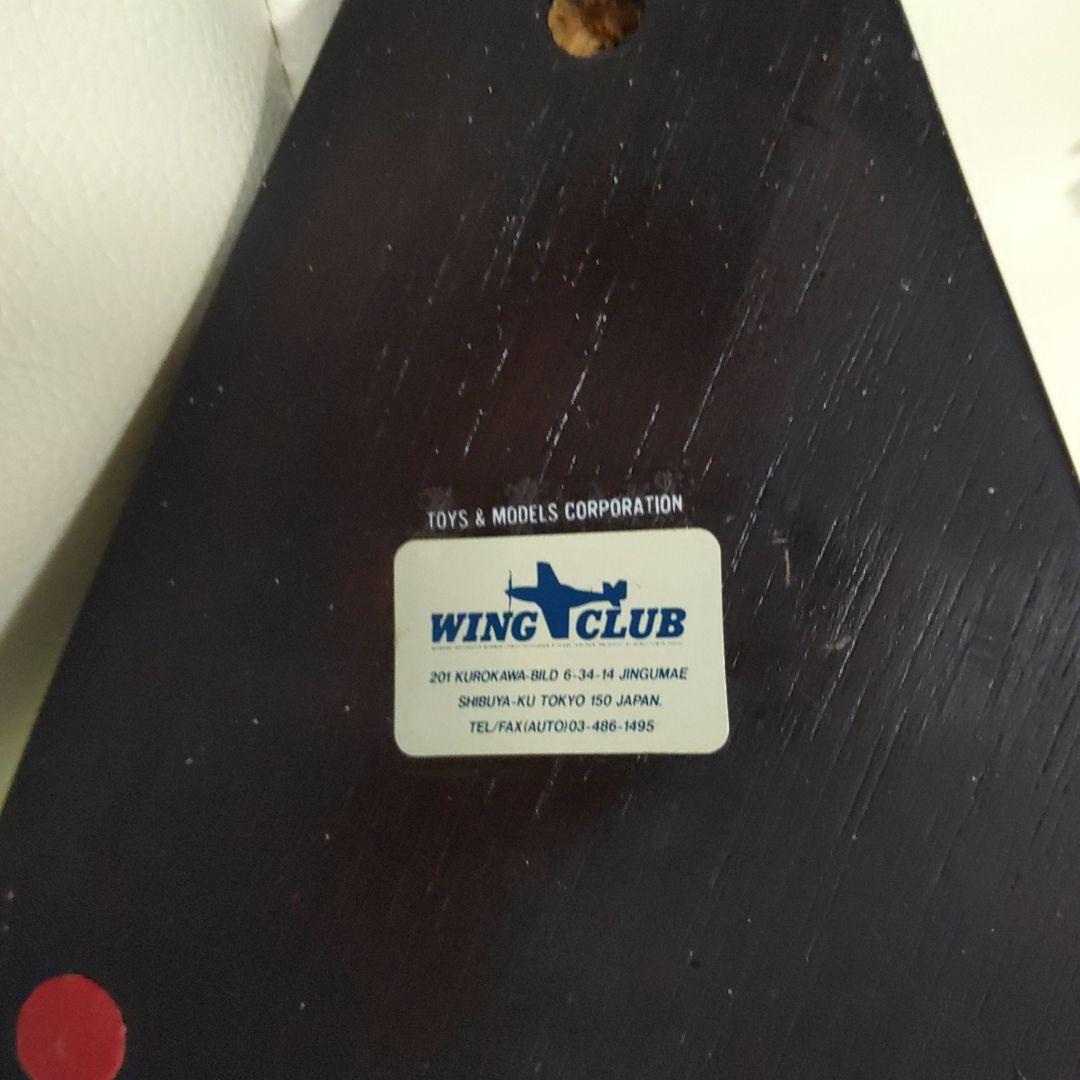 TOYS & MODELS CORPORATION
WING CLUB
201 KUROKAWA-BILD 6-34-14 JINGUMAE
SHIBUYA-KU TOKYO 150 JAPAN.
TEL/FAX(AUTO)03-486-1495